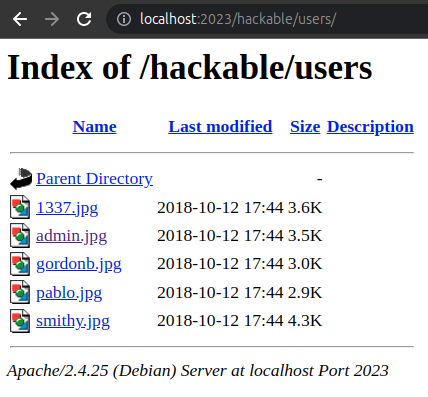 localhost:2023/hackable/users/
Index of /hackable/users
Name Last modified Size Description
Parent Directory -
1337.jpg 2018-10-12 17:44 3.6K
admin.jpg 2018-10-12 17:44 3.5K
gordonb.jpg 2018-10-12 17:44 3.0K
pablo.jpg 2018-10-12 17:44 2.9K
smithy.jpg 2018-10-12 17:44 4.3K
Apache/2.4.25 (Debian) Server at localhost Port 2023